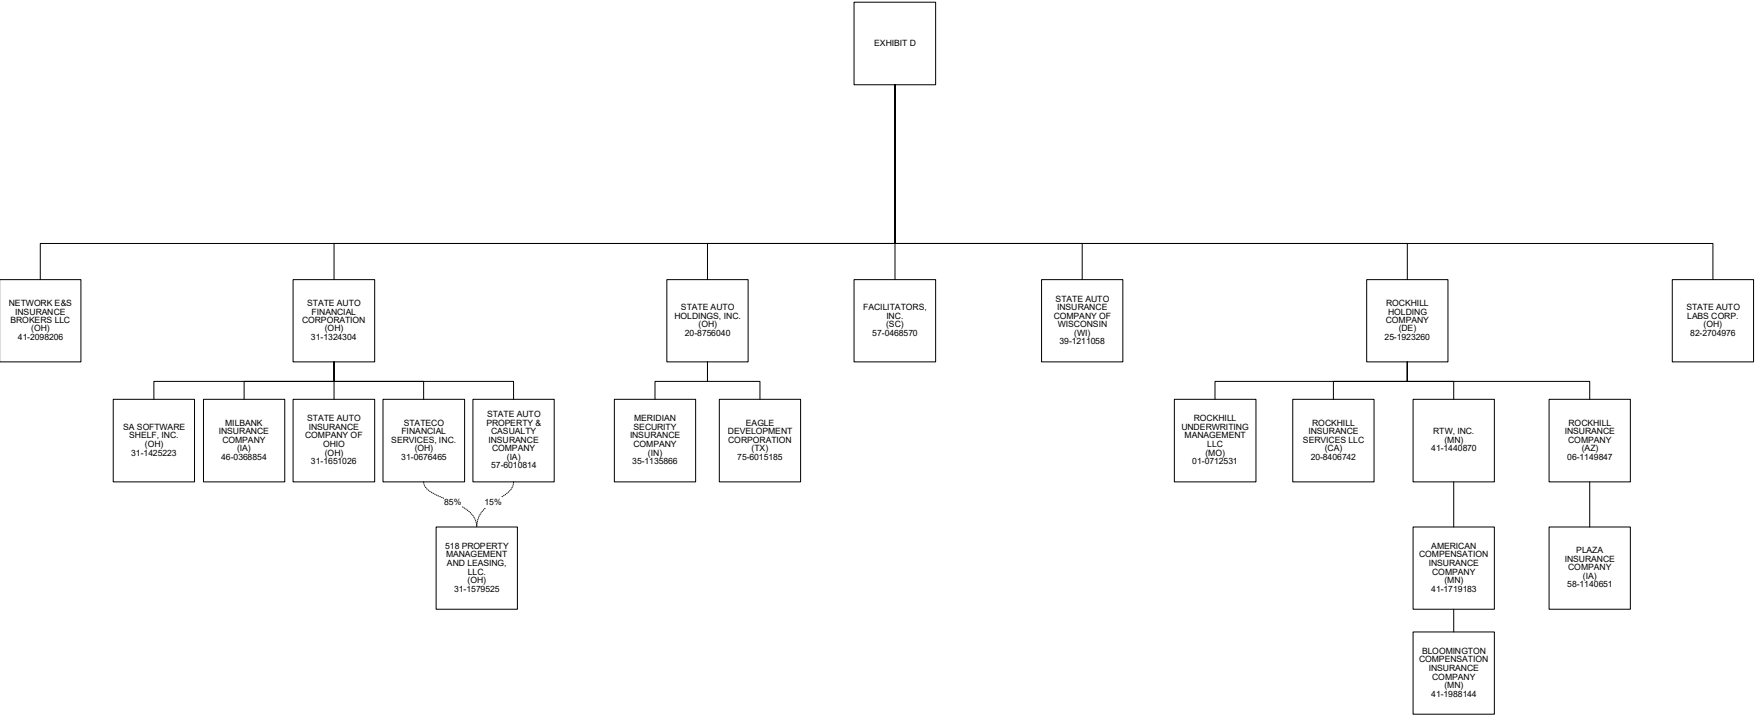 EXHIBIT D
NETWORK E&S
INSURANCE
BROKERS LLC
(OH)
41-2098206
STATE AUTO
FINANCIAL
CORPORATION
(OH)
31-1324304
STATE AUTO
HOLDINGS, INC.
(OH)
20-8756040
FACILITATORS,
INC.
(SC)
57-0468570
STATE AUTO
INSURANCE
COMPANY OF
WISCONSIN
(WI)
39-1211058
ROCKHILL
HOLDING
COMPANY
(DE)
25-1923260
STATE AUTO
LABS CORP.
(OH)
82-2704976
SA SOFTWARE
SHELF, INC.
(OH)
31-1425223
MILBANK
INSURANCE
COMPANY
(IA)
46-0368854
STATE AUTO
INSURANCE
COMPANY OF
OHIO
(OH)
31-1651026
STATECO
FINANCIAL
SERVICES, INC.
(OH)
31-0676465
STATE AUTO
PROPERTY &
CASUALTY
INSURANCE
COMPANY
(IA)
57-6010814
MERIDIAN
SECURITY
INSURANCE
COMPANY
(IN)
35-1135866
EAGLE
DEVELOPMENT
CORPORATION
(TX)
75-6015185
ROCKHILL
UNDERWRITING
MANAGEMENT
LLC
(MO)
01-0712531
ROCKHILL
INSURANCE
SERVICES LLC
(CA)
20-8406742
RTW, INC.
(MN)
41-1440870
ROCKHILL
INSURANCE
COMPANY
(AZ)
06-1149847
85%
15%
518 PROPERTY
MANAGEMENT
AND LEASING,
LLC.
(OH)
31-1579525
AMERICAN
COMPENSATION
INSURANCE
COMPANY
(MN)
41-1719183
PLAZA
INSURANCE
COMPANY
(IA)
58-1140651
BLOOMINGTON
COMPENSATION
INSURANCE
COMPANY
(MN)
41-1988144